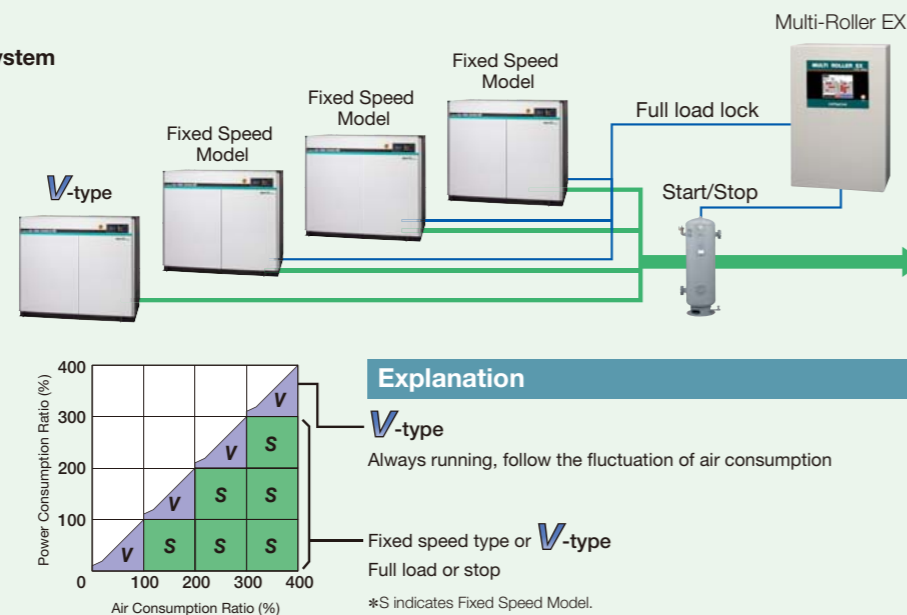 Multi-Roller EX
ystem
Fixed Speed
Model
Fixed Speed
Model
Fixed Speed
Model
V-type
MULTI ROLLER EX
Full load lock
Start/Stop
400
300
200
100
0
100
200
300
400
V
V
S
V
S
S
V
S
S
S
Power Consumption Ratio (%)
Air Consumption Ratio (%)
Explanation
V-type
Always running, follow the fluctuation of air consumption
Fixed speed type or V-type
Full load or stop
*S indicates Fixed Speed Model.